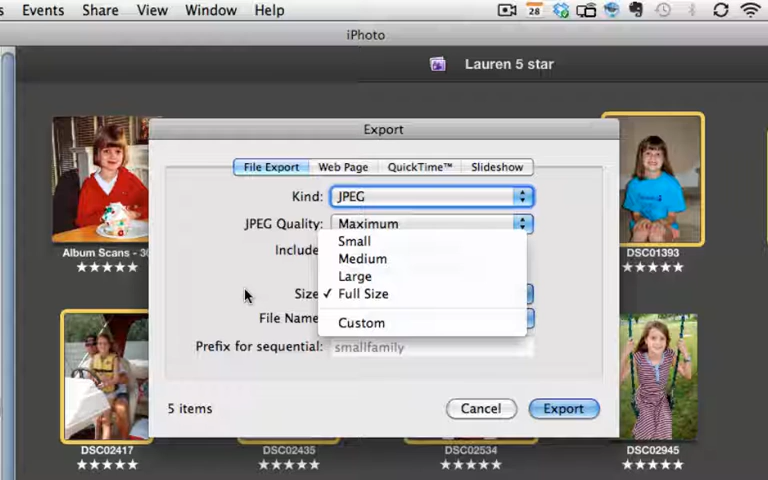 s Events Share View Window Help
28
iPhoto
Lauren 5 star
Export
File Export Web Page QuickTime™ Slideshow
Kind: JPEG
JPEG Quality: Maximum
Small
Include
Medium
Large
Size ✓ Full Size
File Name
Custom
Prefix for sequential: smallfamily
5 items Cancel Export
Album Scans - 30
★★★★★
DSC01393
★★★★★
DSC02417
★★★★★
DSC02435
★★★★★
DSC02534
★★★★★
DSC02945
★★★★★